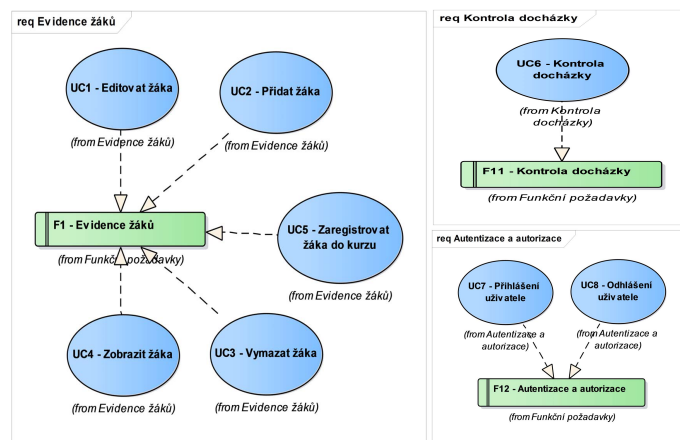 req Evidence žáků
UC1 - Editovat žáka
(from Evidence žáků)
UC2 - Přidat žáka
(from Evidence žáků)
F1 - Evidence žáků
(from Funkční požadavky)
UC5 - Zaregistrovat
žáka do kurzu
(from Evidence žáků)
UC4 - Zobrazit žáka
(from Evidence žáků)
UC3 - Vymazat žáka
(from Evidence žáků)
req Kontrola docházky
UC6 - Kontrola
docházky
(from Kontrola
docházky)
F11 - Kontrola docházky
(from Funkční požadavky)
req Autentizace a autorizace
UC7 - Přihlášení
uživatele
(from Autentizace a
autorizace)
UC8 - Odhlášení
uživatele
(from Autentizace a
autorizace)
F12 - Autentizace a autorizace
(from Funkční požadavky)